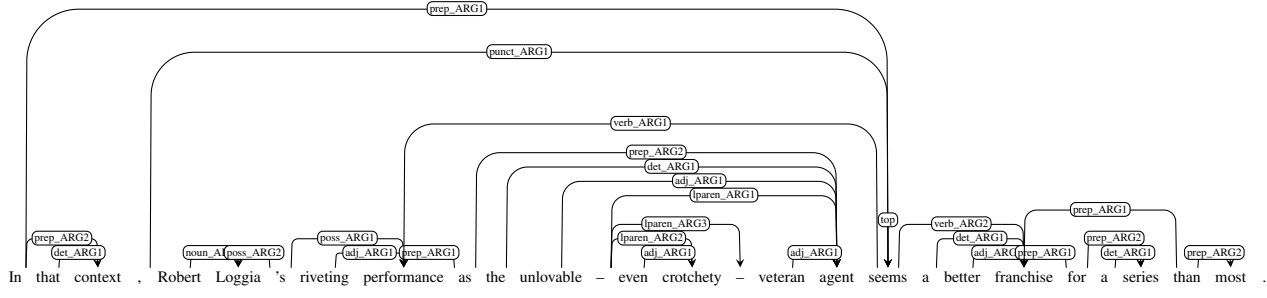 prep_ARG1
punct_ARG1
verb_ARG1
prep_ARG2
det_ARG1
adj_ARG1
lparen_ARG1
prep_ARG1
top
lparen_ARG3
verb_ARG2
prep_ARG2 poss_ARG1 lparen_ARG2 det_ARG1 prep_ARG2
det_ARG1 poss_ARG2 adj_ARG1 prep_ARG1 adj_ARG1 adj_ARG1 prep_ARG1 det_ARG1 prep_ARG2
In that context , Robert Loggia 's riveting performance as the unlovable – even crotchety – veteran agent seems a better franchise for a series than most .